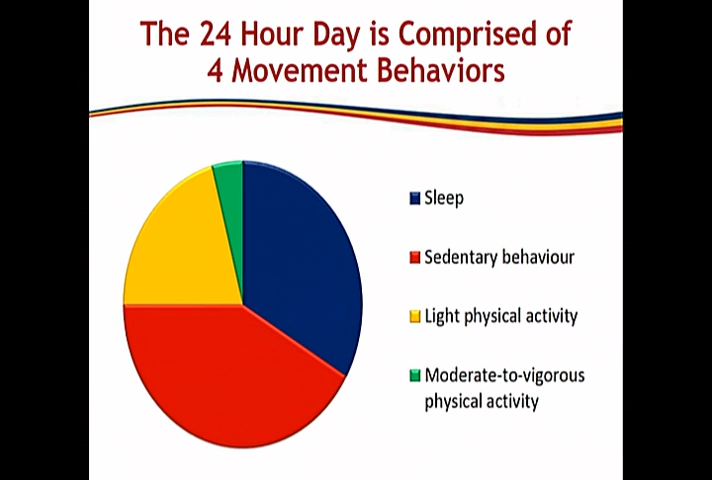 The 24 Hour Day is Comprised of
4 Movement Behaviors
Sleep
Sedentary behaviour
Light physical activity
Moderate-to-vigorous
physical activity